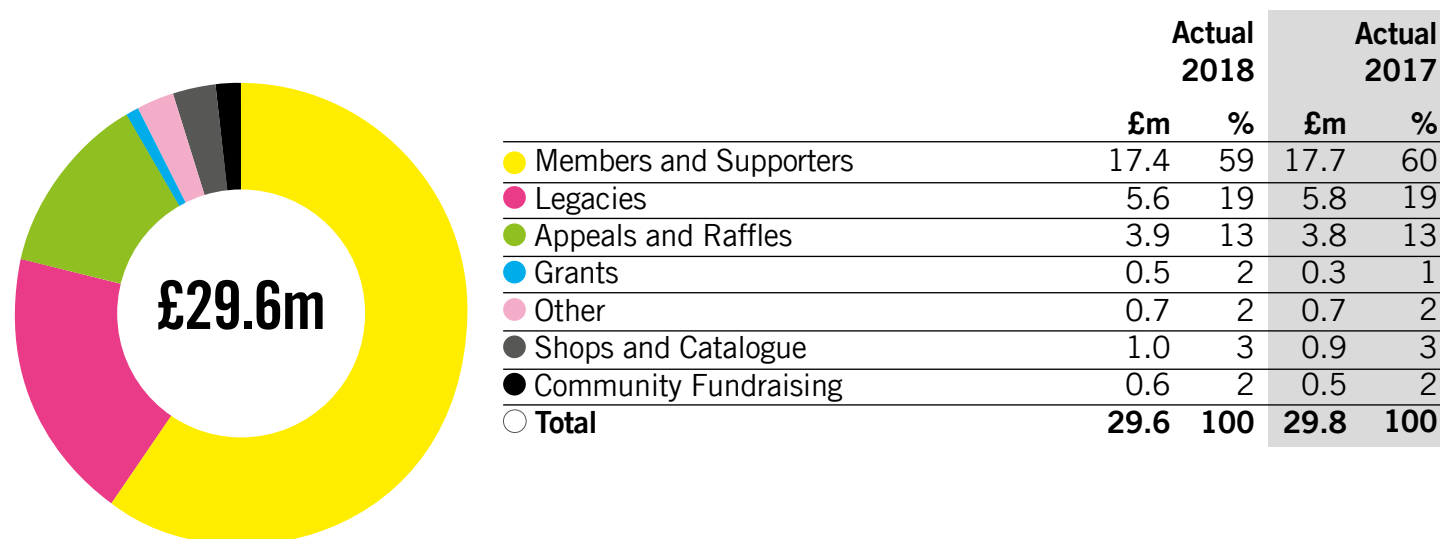 £29.6m
Actual Actual
2018 2017
£m % £m %
Members and Supporters 17.4 59 17.7 60
Legacies 5.6 19 5.8 19
Appeals and Raffles 3.9 13 3.8 13
Grants 0.5 2 0.3 1
Other 0.7 2 0.7 2
Shops and Catalogue 1.0 3 0.9 3
Community Fundraising 0.6 2 0.5 2
Total 29.6 100 29.8 100